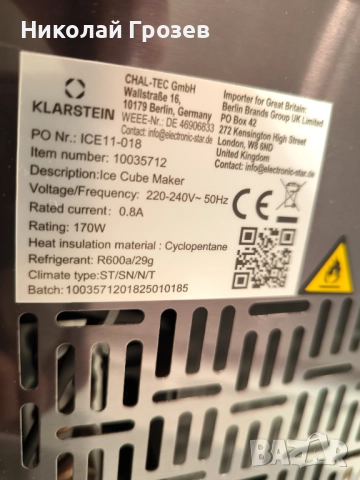 Николай Грозев
KLARSTEIN
CHAL-TEC GmbH
Wallstraße 16,
10179 Berlin, Germany
WEEE-Nr.: DE 46906833
Contact: info@electronic-star.de
Importer for Great Britain:
Berlin Brands Group UK Limited
PO Box 42
272 Kensington High Street
London, W8 6HD
United Kingdom
Contact: info@electronic-star.de
PO Nr.: ICE11-018
Item number: 10035712
Description:Ice Cube Maker
Voltage/Frequency: 220-240V~ 50Hz
Rated current: 0.8A
Rating: 170W
Heat insulation material : Cyclopentane
Refrigerant: R600a/29g
Climate type:ST/SN/N/T
Batch: 1003571201825010185
CE
BAZAR